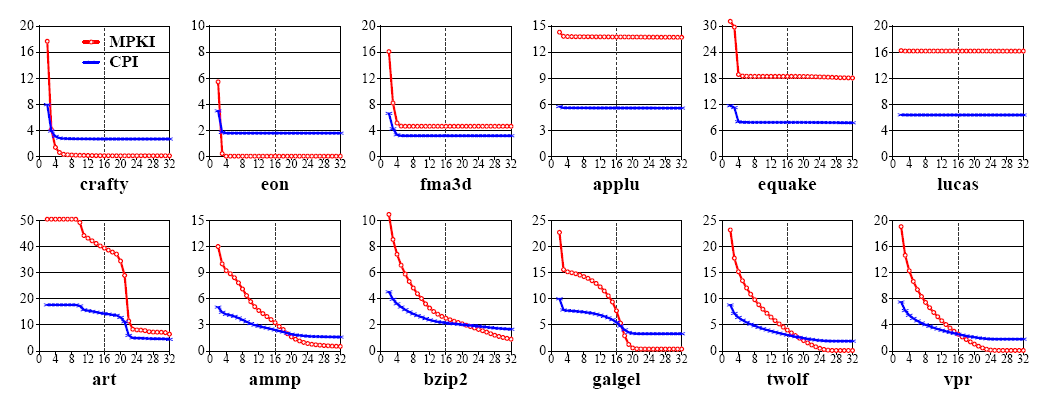 20 16 12 8 4 0
MPKI
CPI
0 4 8 12 16 20 24 28 32
crafty
10 8 6 4 2 0
0 4 8 12 16 20 24 28 32
eon
20 16 12 8 4 0
0 4 8 12 16 20 24 28 32
fma3d
15 12 9 6 3 0
0 4 8 12 16 20 24 28 32
applu
30 24 18 12 6 0
0 4 8 12 16 20 24 28 32
equake
20 16 12 8 4 0
0 4 8 12 16 20 24 28 32
lucas
50 40 30 20 10 0
0 4 8 12 16 20 24 28 32
art
15 12 9 6 3 0
0 4 8 12 16 20 24 28 32
ammp
10 8 6 4 2 0
0 4 8 12 16 20 24 28 32
bzip2
25 20 15 10 5 0
0 4 8 12 16 20 24 28 32
galgel
25 20 15 10 5 0
0 4 8 12 16 20 24 28 32
twolf
20 16 12 8 4 0
0 4 8 12 16 20 24 28 32
vpr